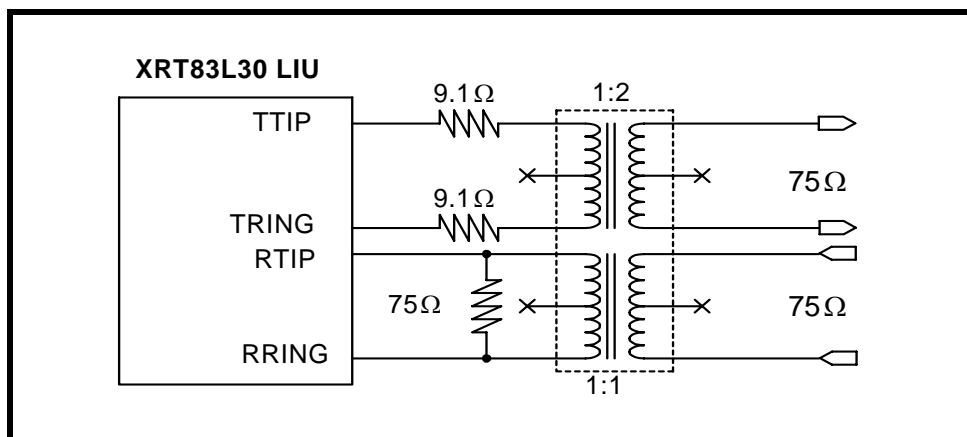 XRT83L30 LIU
9.1Ω
1:2
TTIP
75Ω
9.1Ω
TRING
RTIP
75Ω
75Ω
RRING
1:1